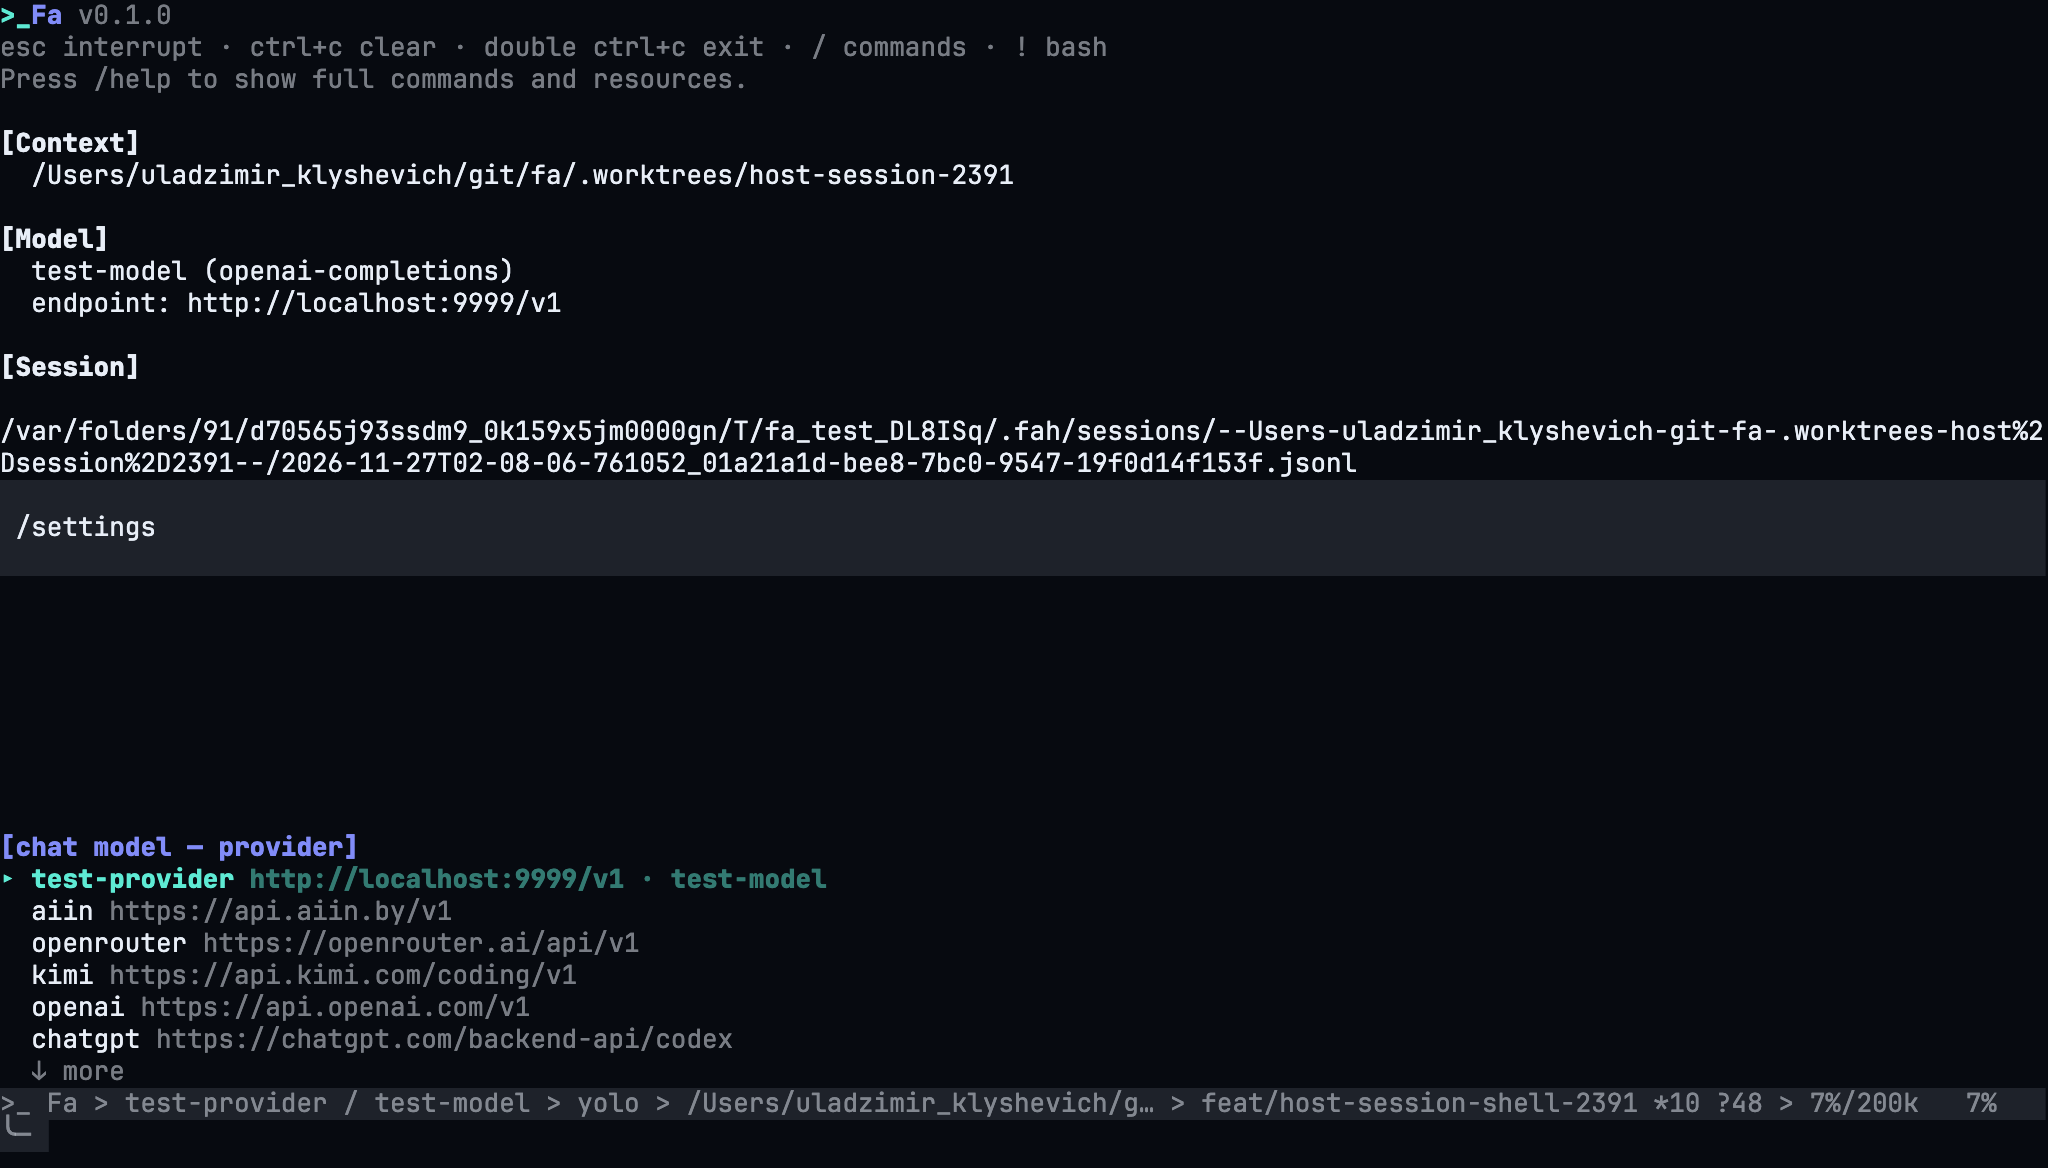 >_Fa v0.1.0
esc interrupt · ctrl+c clear · double ctrl+c exit · / commands · ! bash
Press /help to show full commands and resources.
[Context]
/Users/uladzimir_klyshevich/git/fa/.worktrees/host-session-2391
[Model]
test-model (openai-completions)
endpoint: http://localhost:9999/v1
[Session]
/var/folders/91/d70565j93ssdm9_0k159x5jm0000gn/T/fa_test_DL8ISq/.fah/sessions/--Users-uladzimir_klyshevich-git-fa-.worktrees-host%2
Dsession%2D2391--/2026-11-27T02-08-06-761052_01a21a1d-bee8-7bc0-9547-19f0d14f153f.jsonl
/settings
[chat model — provider]
▸ test-provider http://localhost:9999/v1 · test-model
aiin https://api.aiin.by/v1
openrouter https://openrouter.ai/api/v1
kimi https://api.kimi.com/coding/v1
openai https://api.openai.com/v1
chatgpt https://chatgpt.com/backend-api/codex
↓ more
>_ Fa > test-provider / test-model > yolo > /Users/uladzimir_klyshevich/g… > feat/host-session-shell-2391 *10 ?48 > 7%/200k 7%